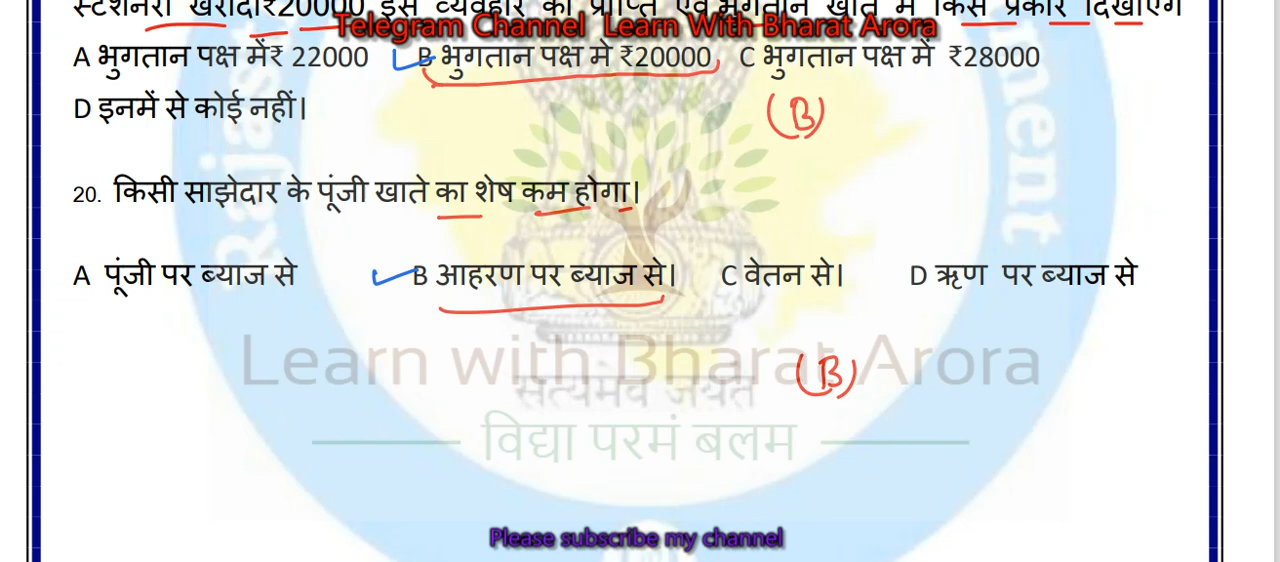 स्टेशनरी खरीदी₹20000 इस व्यवहार को प्राप्ति एवं भुगतान खाते में किस प्रकार दिखाएंगे
Telegram Channel Learn With Bharat Arora
A भुगतान पक्ष में₹ 22000 B भुगतान पक्ष मे ₹20000 C भुगतान पक्ष में ₹28000
D इनमें से कोई नहीं।
(B)
20. किसी साझेदार के पूंजी खाते का शेष कम होगा।
A पूंजी पर ब्याज से B आहरण पर ब्याज से। C वेतन से। D ऋण पर ब्याज से
Learn with Bharat Arora
(B)
सत्यमेव जयते
विद्या परमं बलम
Please subscribe my channel